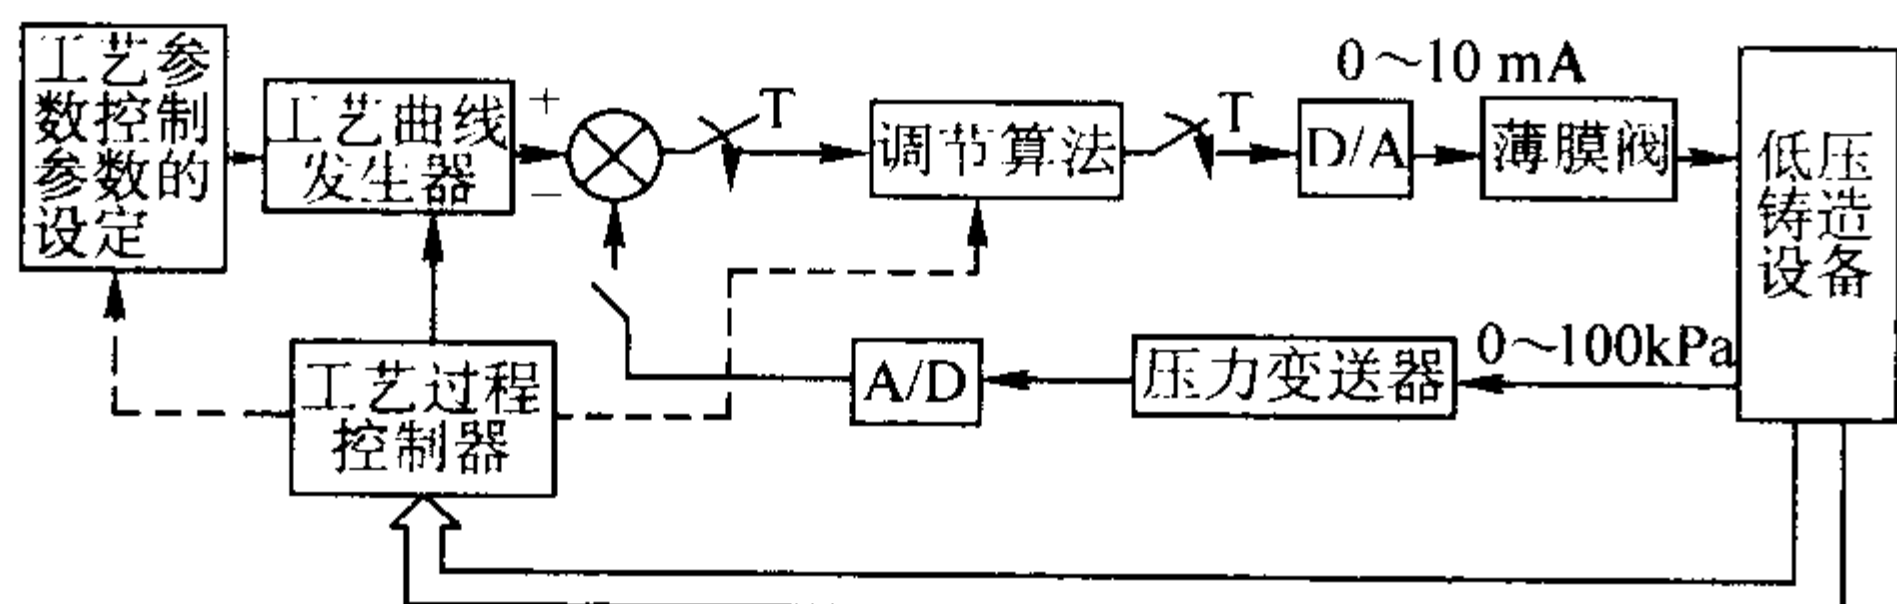 工艺参
数控制
参数的
设定
工艺曲线
发生器
+
−
T
调节算法
T
D/A
0～10 mA
薄膜阀
低压
铸造
设备
工艺过程
控制器
A/D
压力变送器
0～100kPa